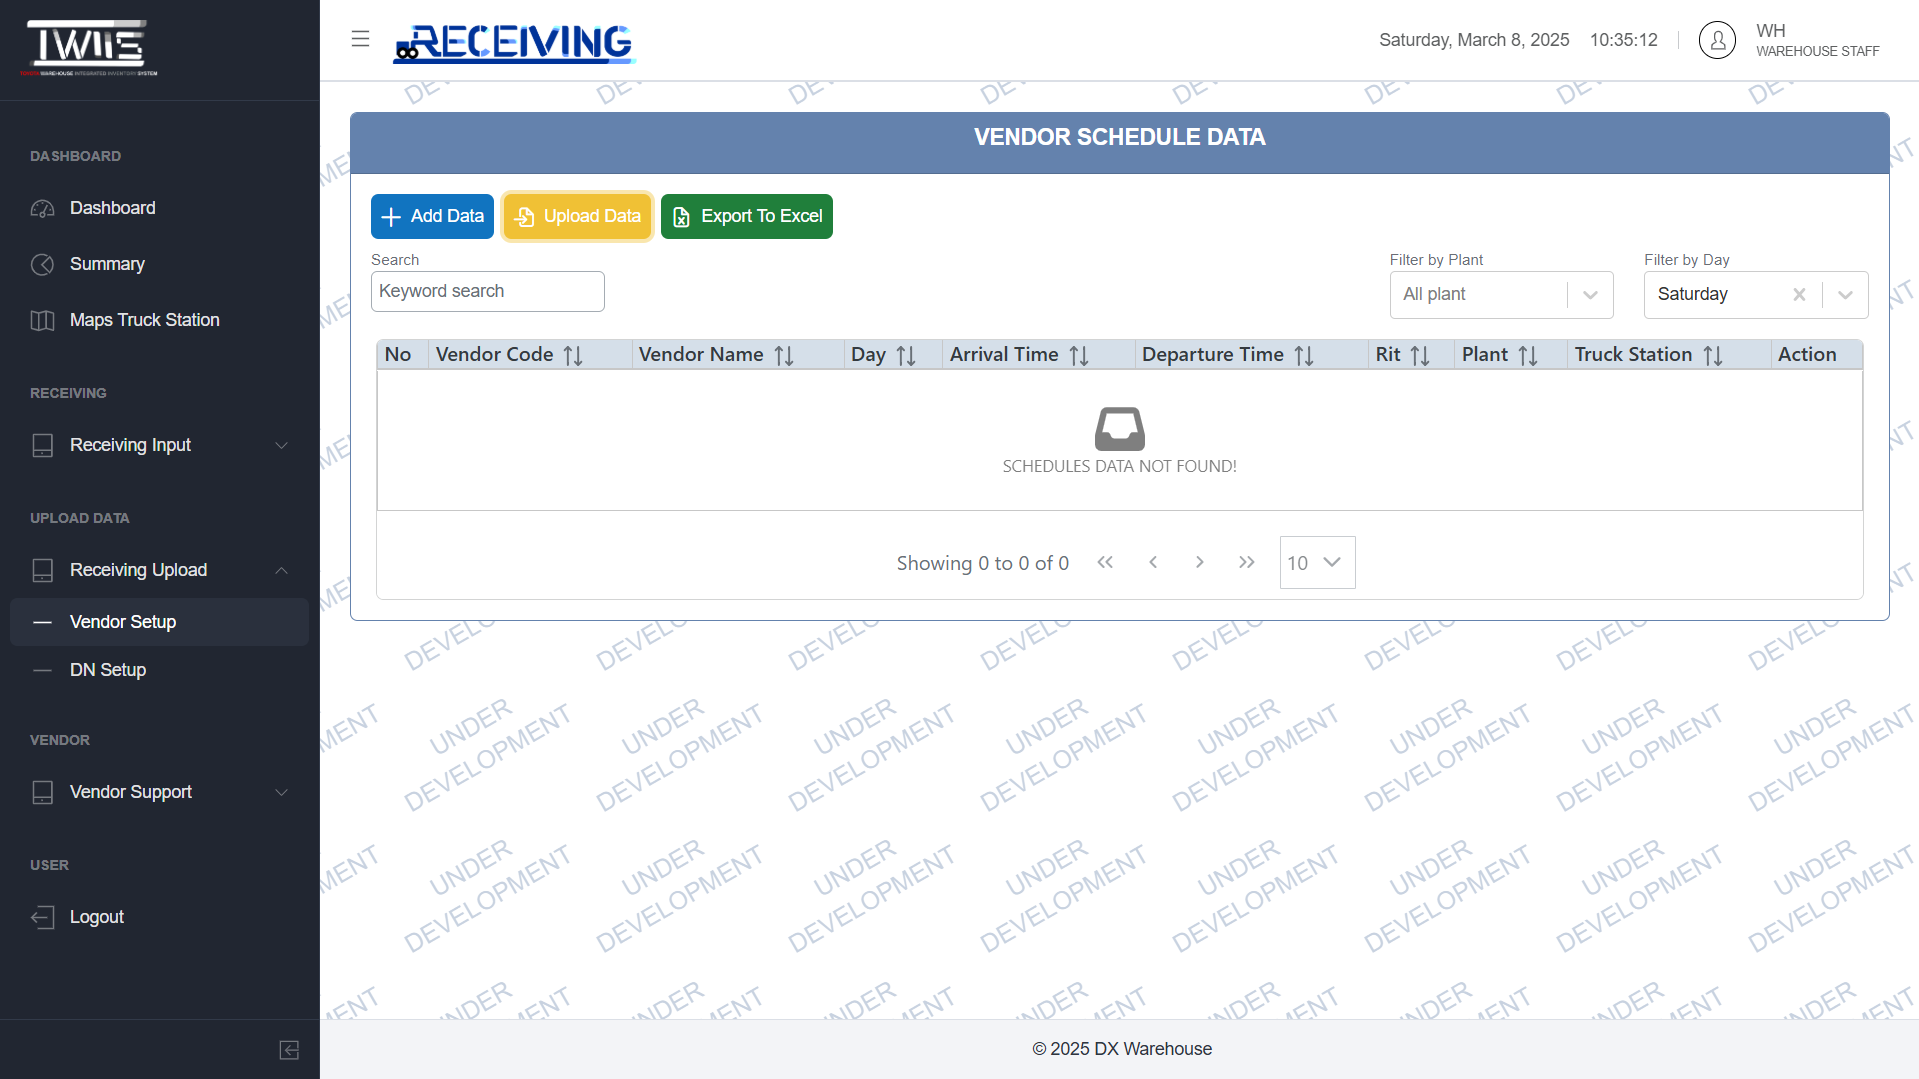 TWIIS
TOYOTA WAREHOUSE INTEGRATED INVENTORY SYSTEM
RECEIVING
Saturday, March 8, 2025
10:35:12
WH
WAREHOUSE STAFF
DASHBOARD
Dashboard
Summary
Maps Truck Station
RECEIVING
Receiving Input
UPLOAD DATA
Receiving Upload
Vendor Setup
DN Setup
VENDOR
Vendor Support
USER
Logout
VENDOR SCHEDULE DATA
Add Data
Upload Data
Export To Excel
Search
Keyword search
Filter by Plant
All plant
Filter by Day
Saturday
No Vendor Code Vendor Name Day Arrival Time Departure Time Rit Plant Truck Station Action
SCHEDULES DATA NOT FOUND!
Showing 0 to 0 of 0
10
UNDER DEVELOPMENT
© 2025 DX Warehouse